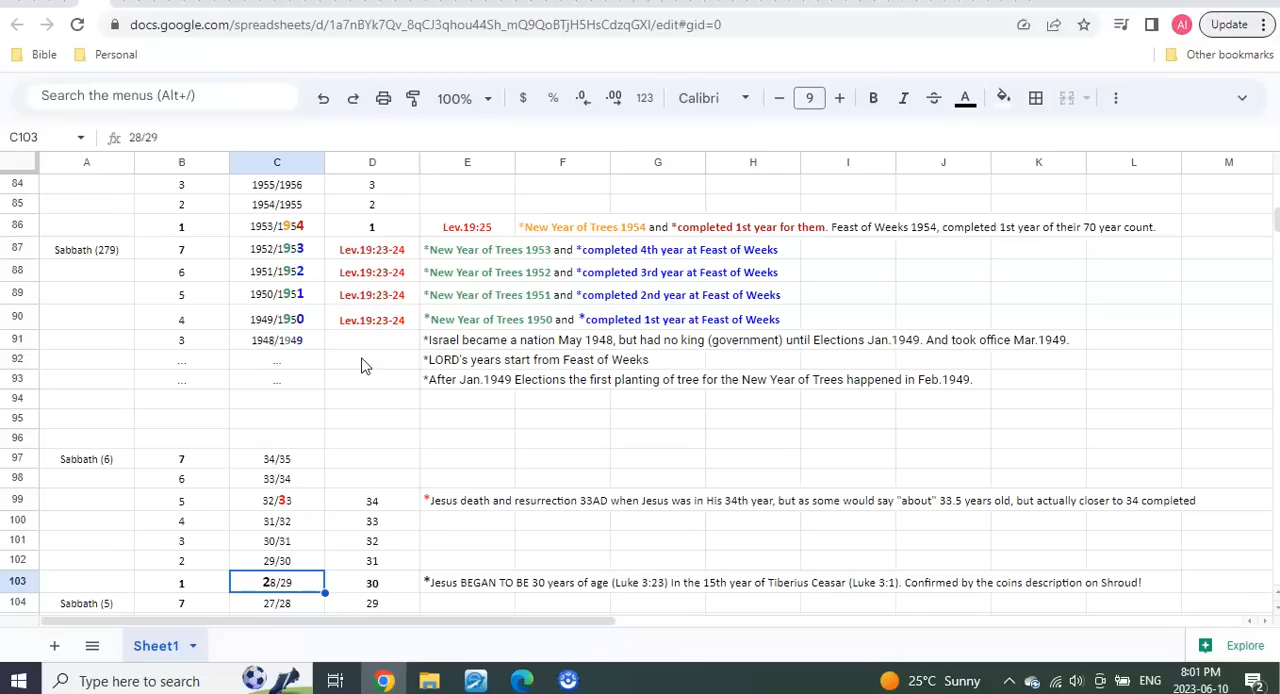 docs.google.com/spreadsheets/d/1a7nBYk7Qv_8qCJ3qhou44Sh_mQ9QoBTjH5HsCdzqGXI/edit#gid=0
AI Update
Bible Personal Other bookmarks
Search the menus (Alt+/) 100% $ % .0 .00 123 Calibri 9 B I A
C103 fx 28/29
A B C D E F G H I J K L M
84 3 1955/1956 3
85 2 1954/1955 2
86 1 1953/1954 1 Lev.19:25 *New Year of Trees 1954 and *completed 1st year for them. Feast of Weeks 1954, completed 1st year of their 70 year count.
87 Sabbath (279) 7 1952/1953 Lev.19:23-24 *New Year of Trees 1953 and *completed 4th year at Feast of Weeks
88 6 1951/1952 Lev.19:23-24 *New Year of Trees 1952 and *completed 3rd year at Feast of Weeks
89 5 1950/1951 Lev.19:23-24 *New Year of Trees 1951 and *completed 2nd year at Feast of Weeks
90 4 1949/1950 Lev.19:23-24 *New Year of Trees 1950 and *completed 1st year at Feast of Weeks
91 3 1948/1949 *Israel became a nation May 1948, but had no king (government) until Elections Jan.1949. And took office Mar.1949.
92 ... ... *LORD's years start from Feast of Weeks
93 ... ... *After Jan.1949 Elections the first planting of tree for the New Year of Trees happened in Feb.1949.
94
95
96
97 Sabbath (6) 7 34/35
98 6 33/34
99 5 32/33 34 *Jesus death and resurrection 33AD when Jesus was in His 34th year, but as some would say "about" 33.5 years old, but actually closer to 34 completed
100 4 31/32 33
101 3 30/31 32
102 2 29/30 31
103 1 28/29 30 *Jesus BEGAN TO BE 30 years of age (Luke 3:23) In the 15th year of Tiberius Ceasar (Luke 3:1). Confirmed by the coins description on Shroud!
104 Sabbath (5) 7 27/28 29
Sheet1 Explore
Type here to search 25°C Sunny ENG 8:01 PM
2023-06-10 2